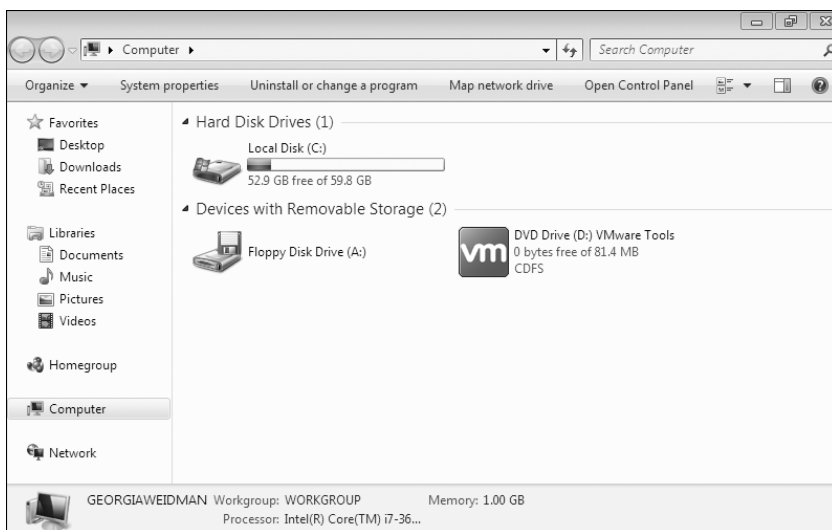 Computer
Search Computer
Organize
System properties
Uninstall or change a program
Map network drive
Open Control Panel
Favorites
Desktop
Downloads
Recent Places
Libraries
Documents
Music
Pictures
Videos
Homegroup
Computer
Network
Hard Disk Drives (1)
Local Disk (C:)
52.9 GB free of 59.8 GB
Devices with Removable Storage (2)
Floppy Disk Drive (A:)
vm
DVD Drive (D:) VMware Tools
0 bytes free of 81.4 MB
CDFS
GEORGIAWEIDMAN Workgroup: WORKGROUP Memory: 1.00 GB
Processor: Intel(R) Core(TM) i7-36...